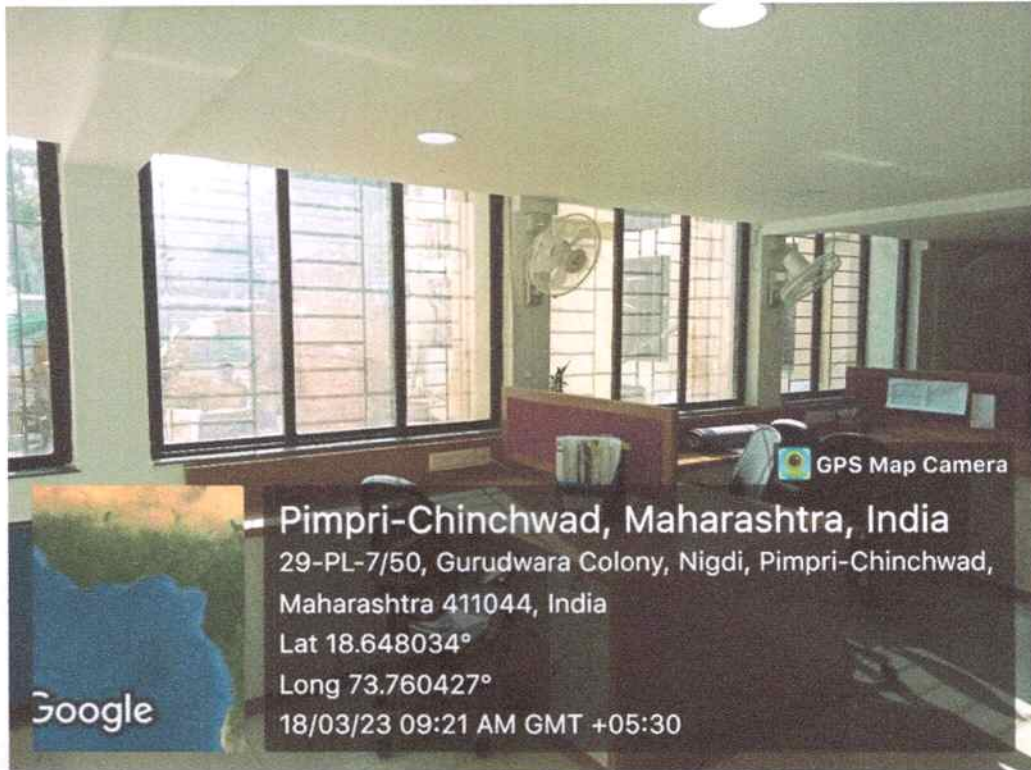 GPS Map Camera
Pimpri-Chinchwad, Maharashtra, India
29-PL-7/50, Gurudwara Colony, Nigdi, Pimpri-Chinchwad,
Maharashtra 411044, India
Lat 18.648034°
Long 73.760427°
18/03/23 09:21 AM GMT +05:30
Google